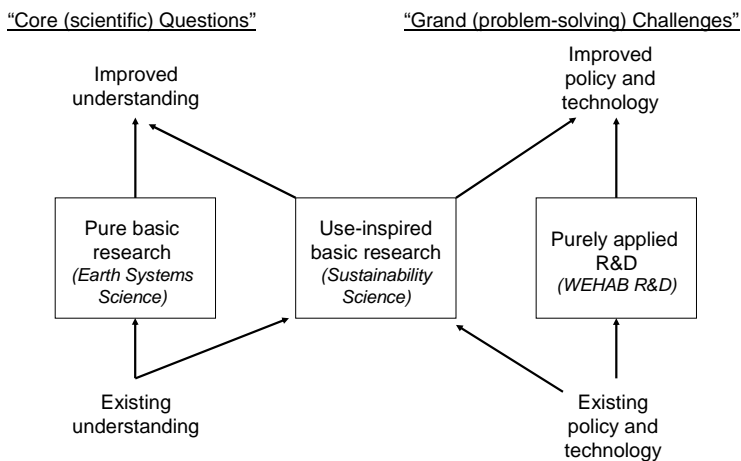 “Core (scientific) Questions”
“Grand (problem-solving) Challenges”
Improved
understanding
Improved
policy and
technology
Pure basic
research
(Earth Systems
Science)
Use-inspired
basic research
(Sustainability
Science)
Purely applied
R&D
(WEHAB R&D)
Existing
understanding
Existing
policy and
technology